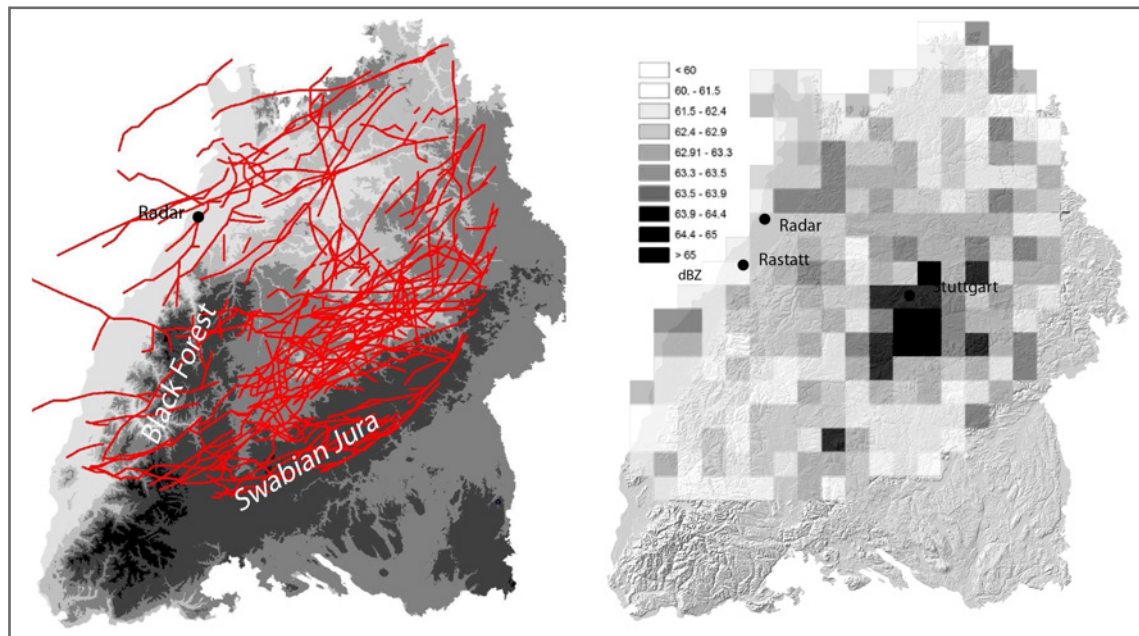 Radar
Black Forest
Swabian Jura
< 60
60. - 61.5
61.5 - 62.4
62.4 - 62.9
62.91 - 63.3
63.3 - 63.5
63.5 - 63.9
63.9 - 64.4
64.4 - 65
> 65
dBZ
Radar
Rastatt
Stuttgart